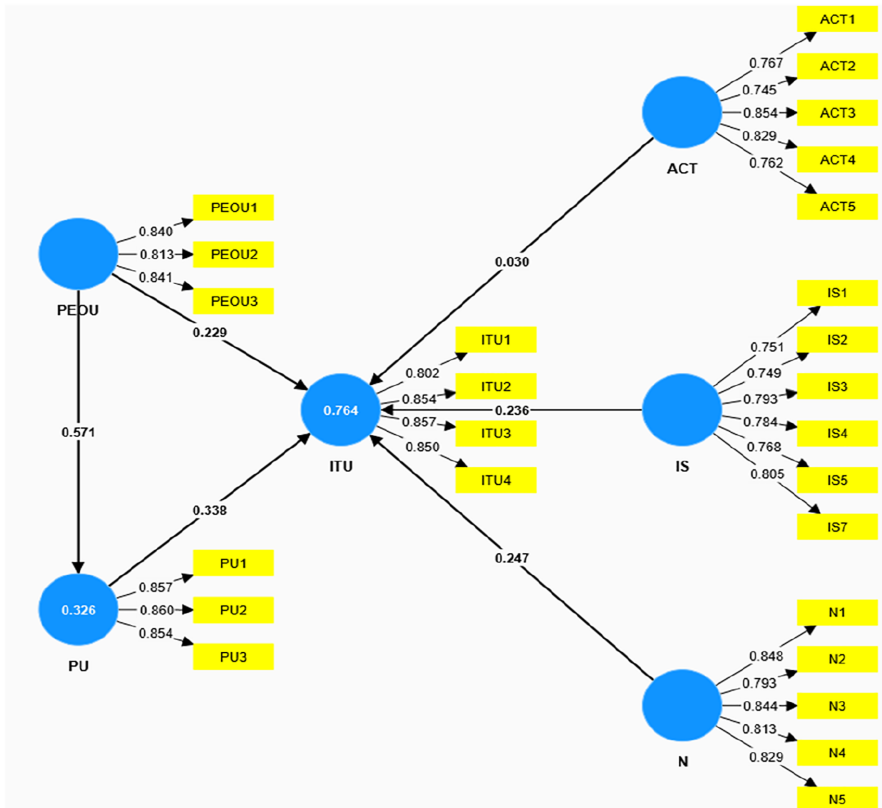 ACT1
0.767
ACT2
0.745
ACT3
0.854
ACT4
0.829
ACT5
0.762
ACT
PEOU1
0.840
PEOU2
0.813
PEOU3
0.841
PEOU
0.229
0.030
0.571
ITU1
0.802
ITU2
0.854
ITU3
0.857
ITU4
0.850
0.764
ITU
0.236
IS1
0.751
IS2
0.749
IS3
0.793
IS4
0.784
IS5
0.768
IS7
0.805
IS
0.338
0.247
PU1
0.857
PU2
0.860
PU3
0.854
0.326
PU
N1
0.848
N2
0.793
N3
0.844
N4
0.813
N5
0.829
N